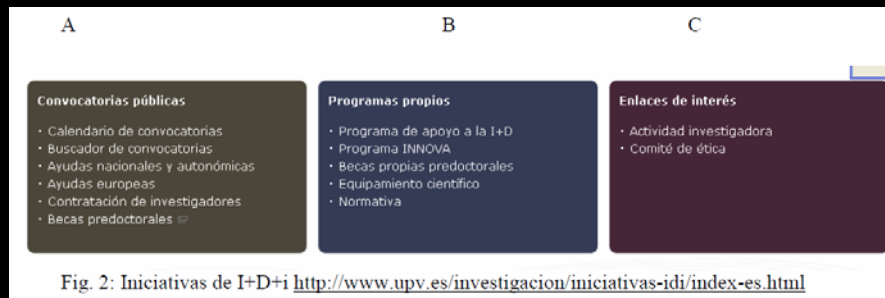 A
B
C
Convocatorias públicas
· Calendario de convocatorias
· Buscador de convocatorias
· Ayudas nacionales y autonómicas
· Ayudas europeas
· Contratación de investigadores
· Becas predoctorales
Programas propios
· Programa de apoyo a la I+D
· Programa INNOVA
· Becas propias predoctorales
· Equipamiento científico
· Normativa
Enlaces de interés
· Actividad investigadora
· Comité de ética
Fig. 2: Iniciativas de I+D+i http://www.upv.es/investigacion/iniciativas-idi/index-es.html